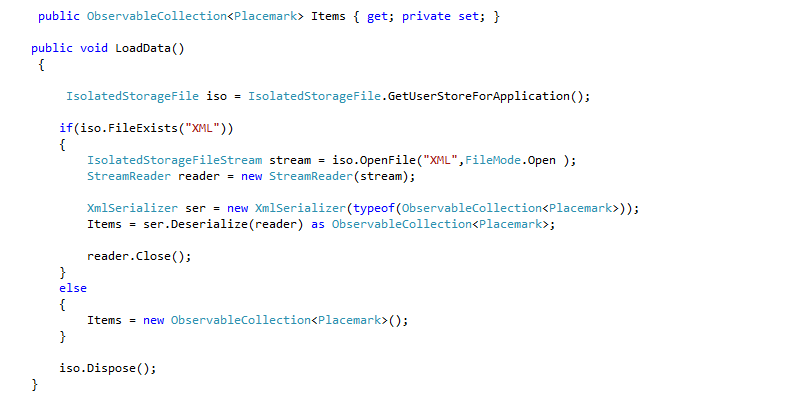 public ObservableCollection<Placemark> Items { get; private set; }
public void LoadData()
{
IsolatedStorageFile iso = IsolatedStorageFile.GetUserStoreForApplication();
if(iso.FileExists("XML"))
{
IsolatedStorageFileStream stream = iso.OpenFile("XML",FileMode.Open );
StreamReader reader = new StreamReader(stream);
XmlSerializer ser = new XmlSerializer(typeof(ObservableCollection<Placemark>));
Items = ser.Deserialize(reader) as ObservableCollection<Placemark>;
reader.Close();
}
else
{
Items = new ObservableCollection<Placemark>();
}
iso.Dispose();
}